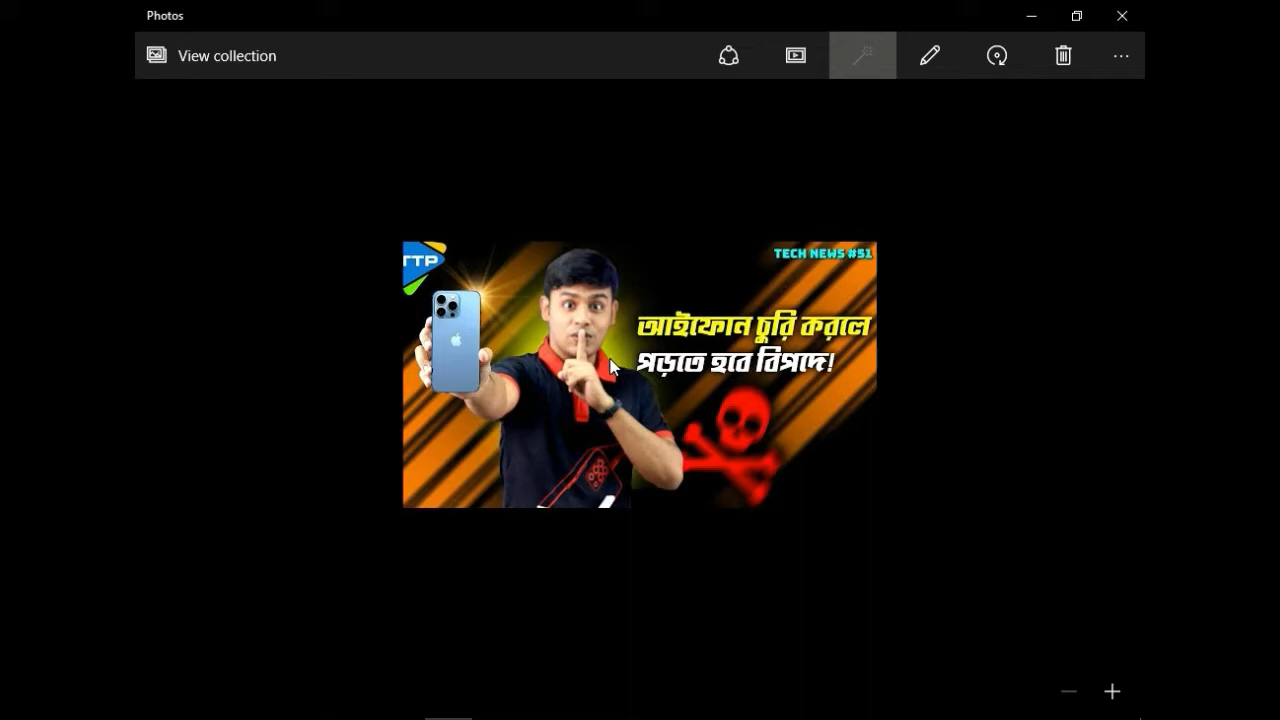 Photos
View collection
TTP
TECH NEWS #51
আইফোন চুরি করলে
পড়তে হবে বিপদে!